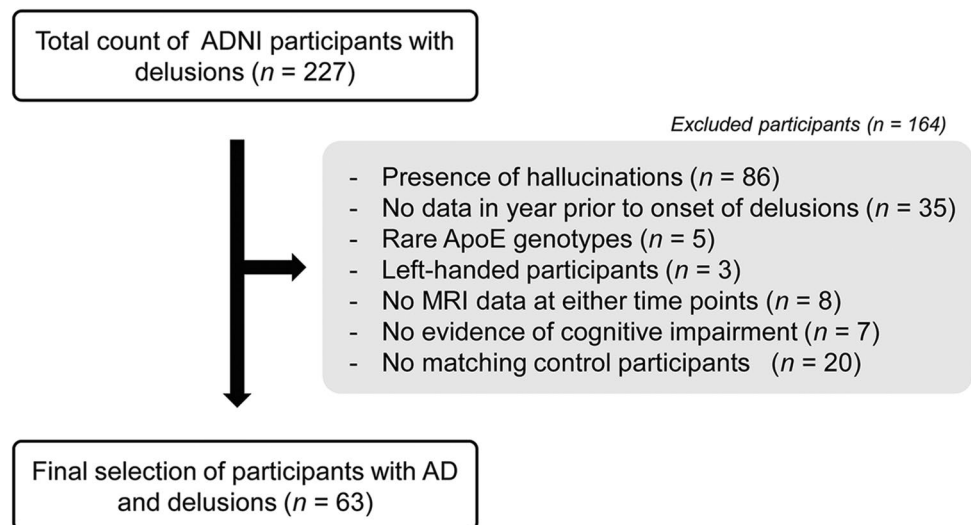 Total count of ADNI participants with
delusions (n = 227)
Excluded participants (n = 164)
- Presence of hallucinations (n = 86)
- No data in year prior to onset of delusions (n = 35)
- Rare ApoE genotypes (n = 5)
- Left-handed participants (n = 3)
- No MRI data at either time points (n = 8)
- No evidence of cognitive impairment (n = 7)
- No matching control participants (n = 20)
Final selection of participants with AD
and delusions (n = 63)